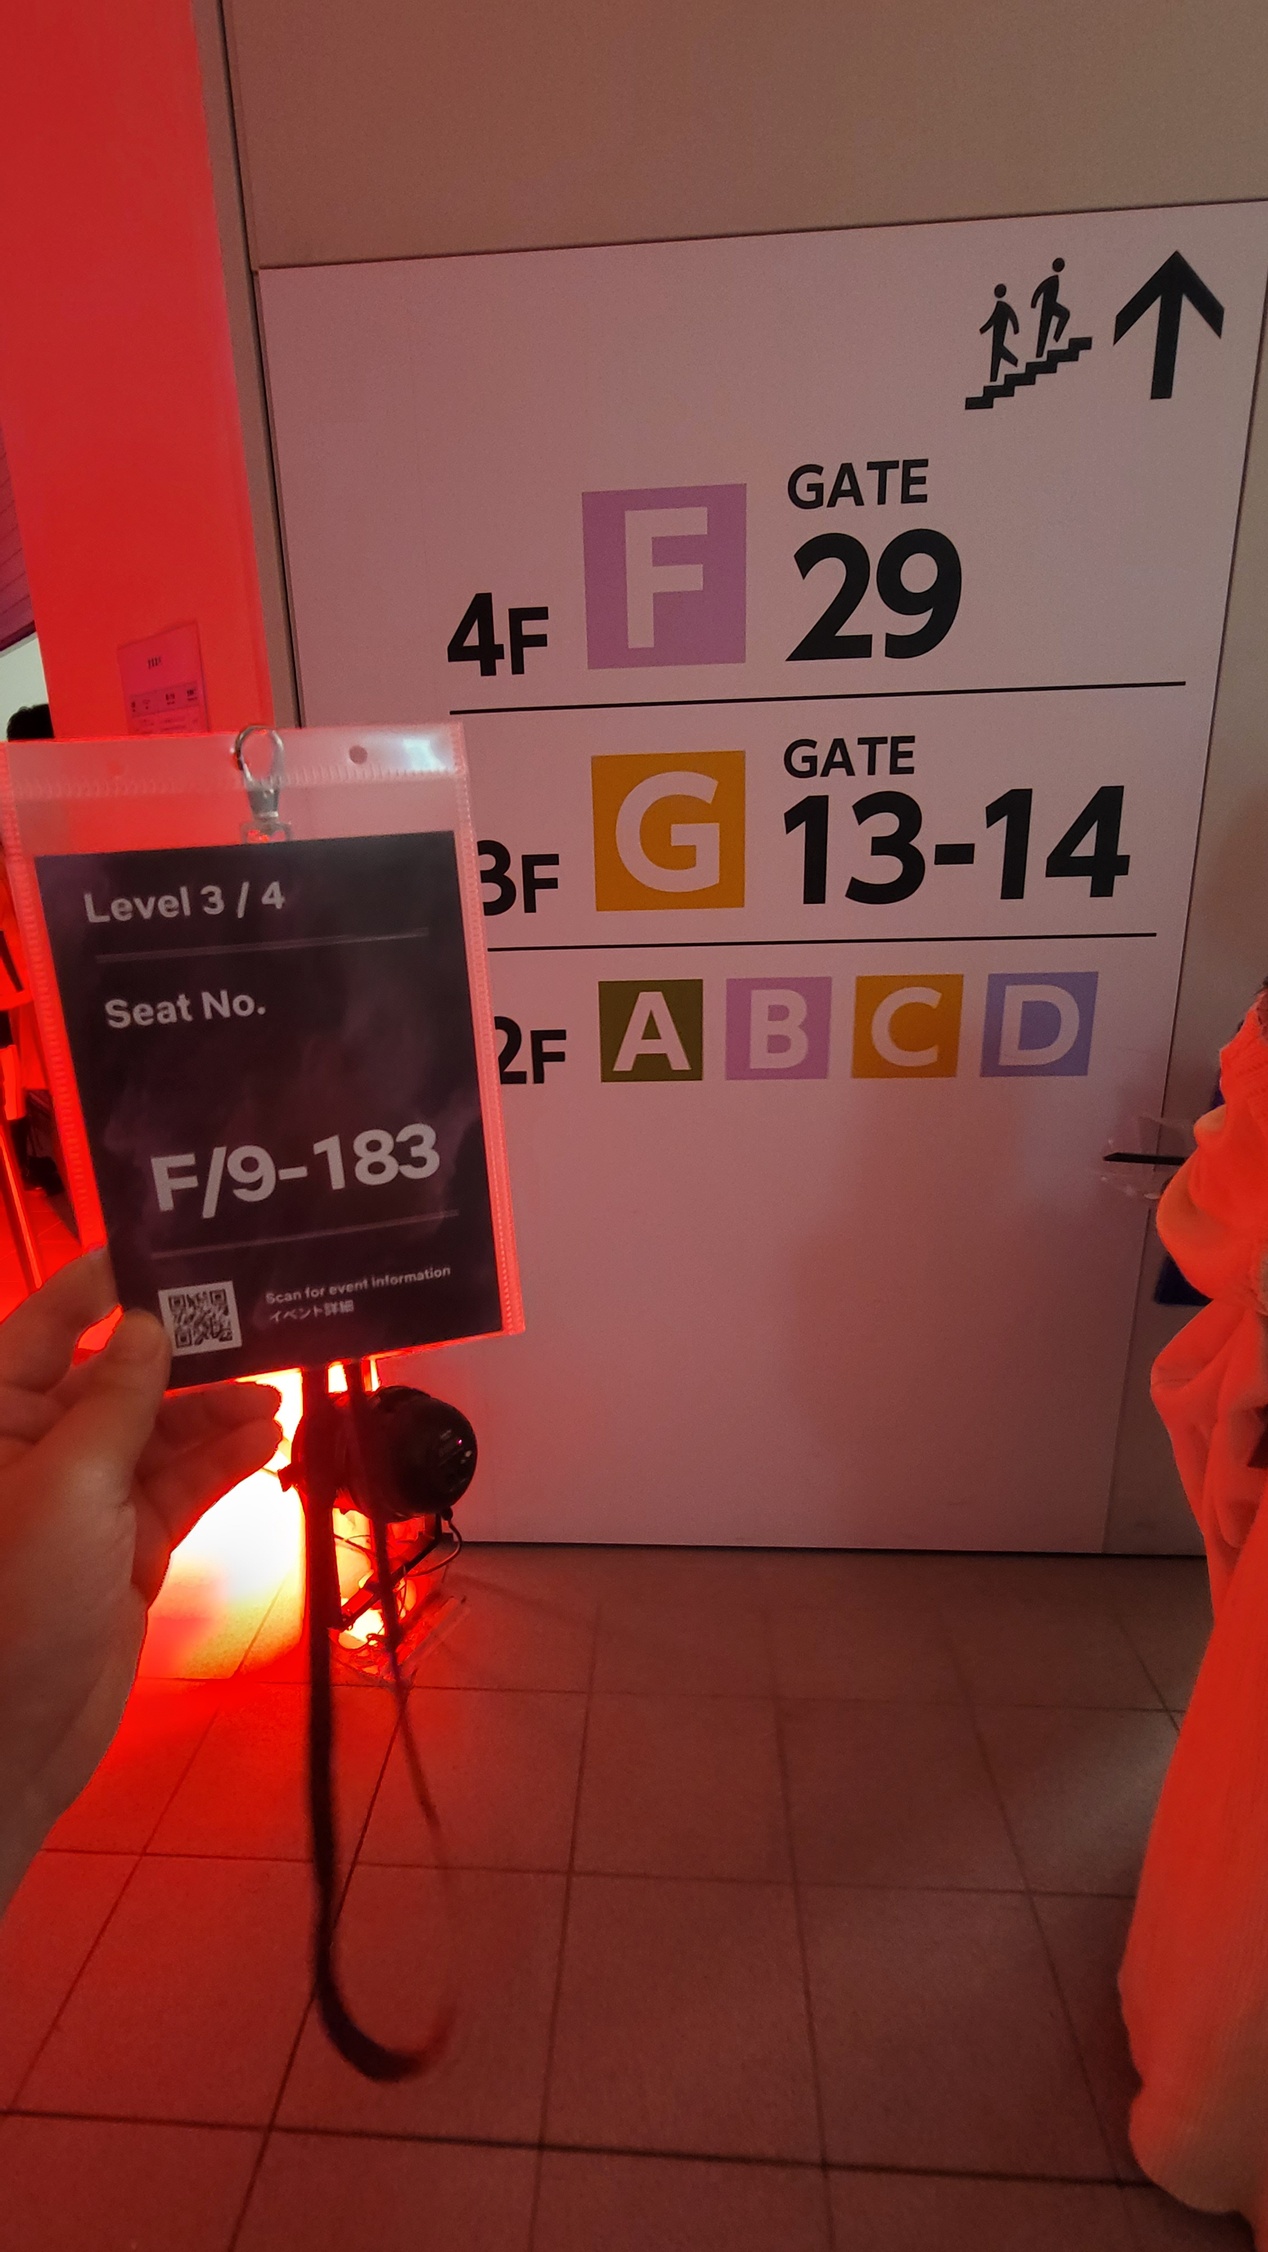 GATE
4F F 29
GATE
3F G 13-14
2F A B C D
Level 3 / 4
Seat No.
F/9-183
Scan for event information
イベント詳細